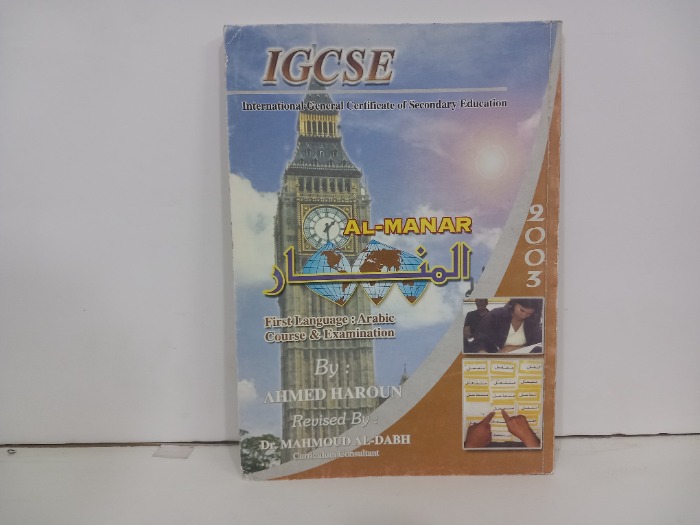 IGCSE
International General Certificate of Secondary Education
AL-MANAR
المنار
2003
First Language : Arabic
Course & Examination
By :
AHMED HAROUN
Revised By :
Dr. MAHMOUD AL-DABH
Curriculum Consultant